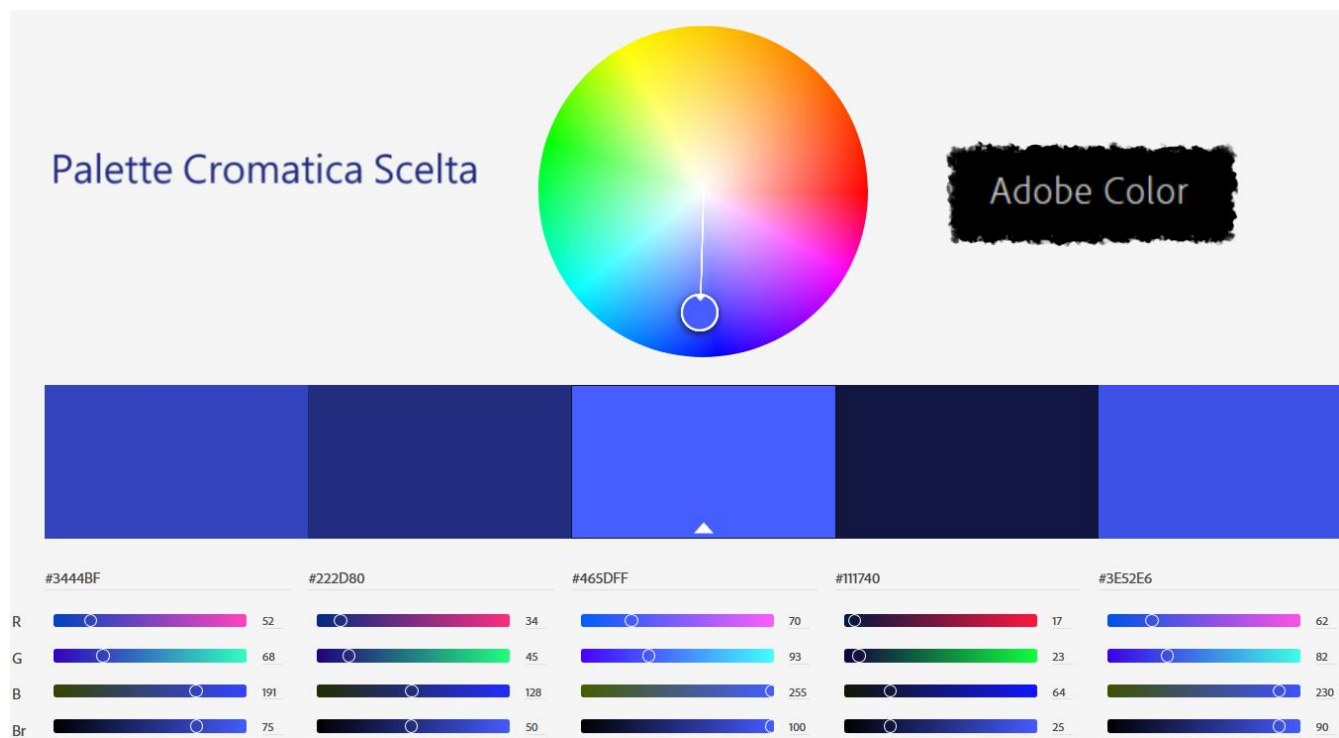 Palette Cromatica Scelta
Adobe Color
#3444BF #222D80 #465DFF #111740 #3E52E6
R 52 34 70 17 62
G 68 45 93 23 82
B 191 128 255 64 230
Br 75 50 100 25 90